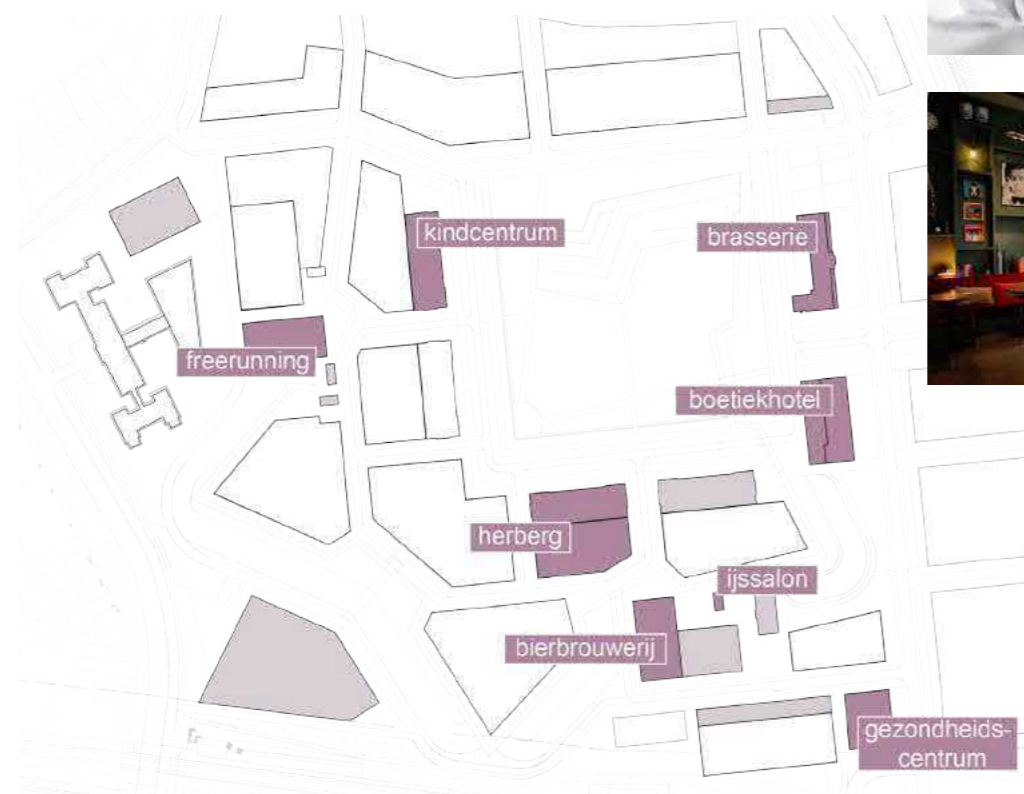 kindcentrum
brasserie
freerunning
boetiekhotel
herberg
ijssalon
bierbrouwerij
gezondheids-
centrum